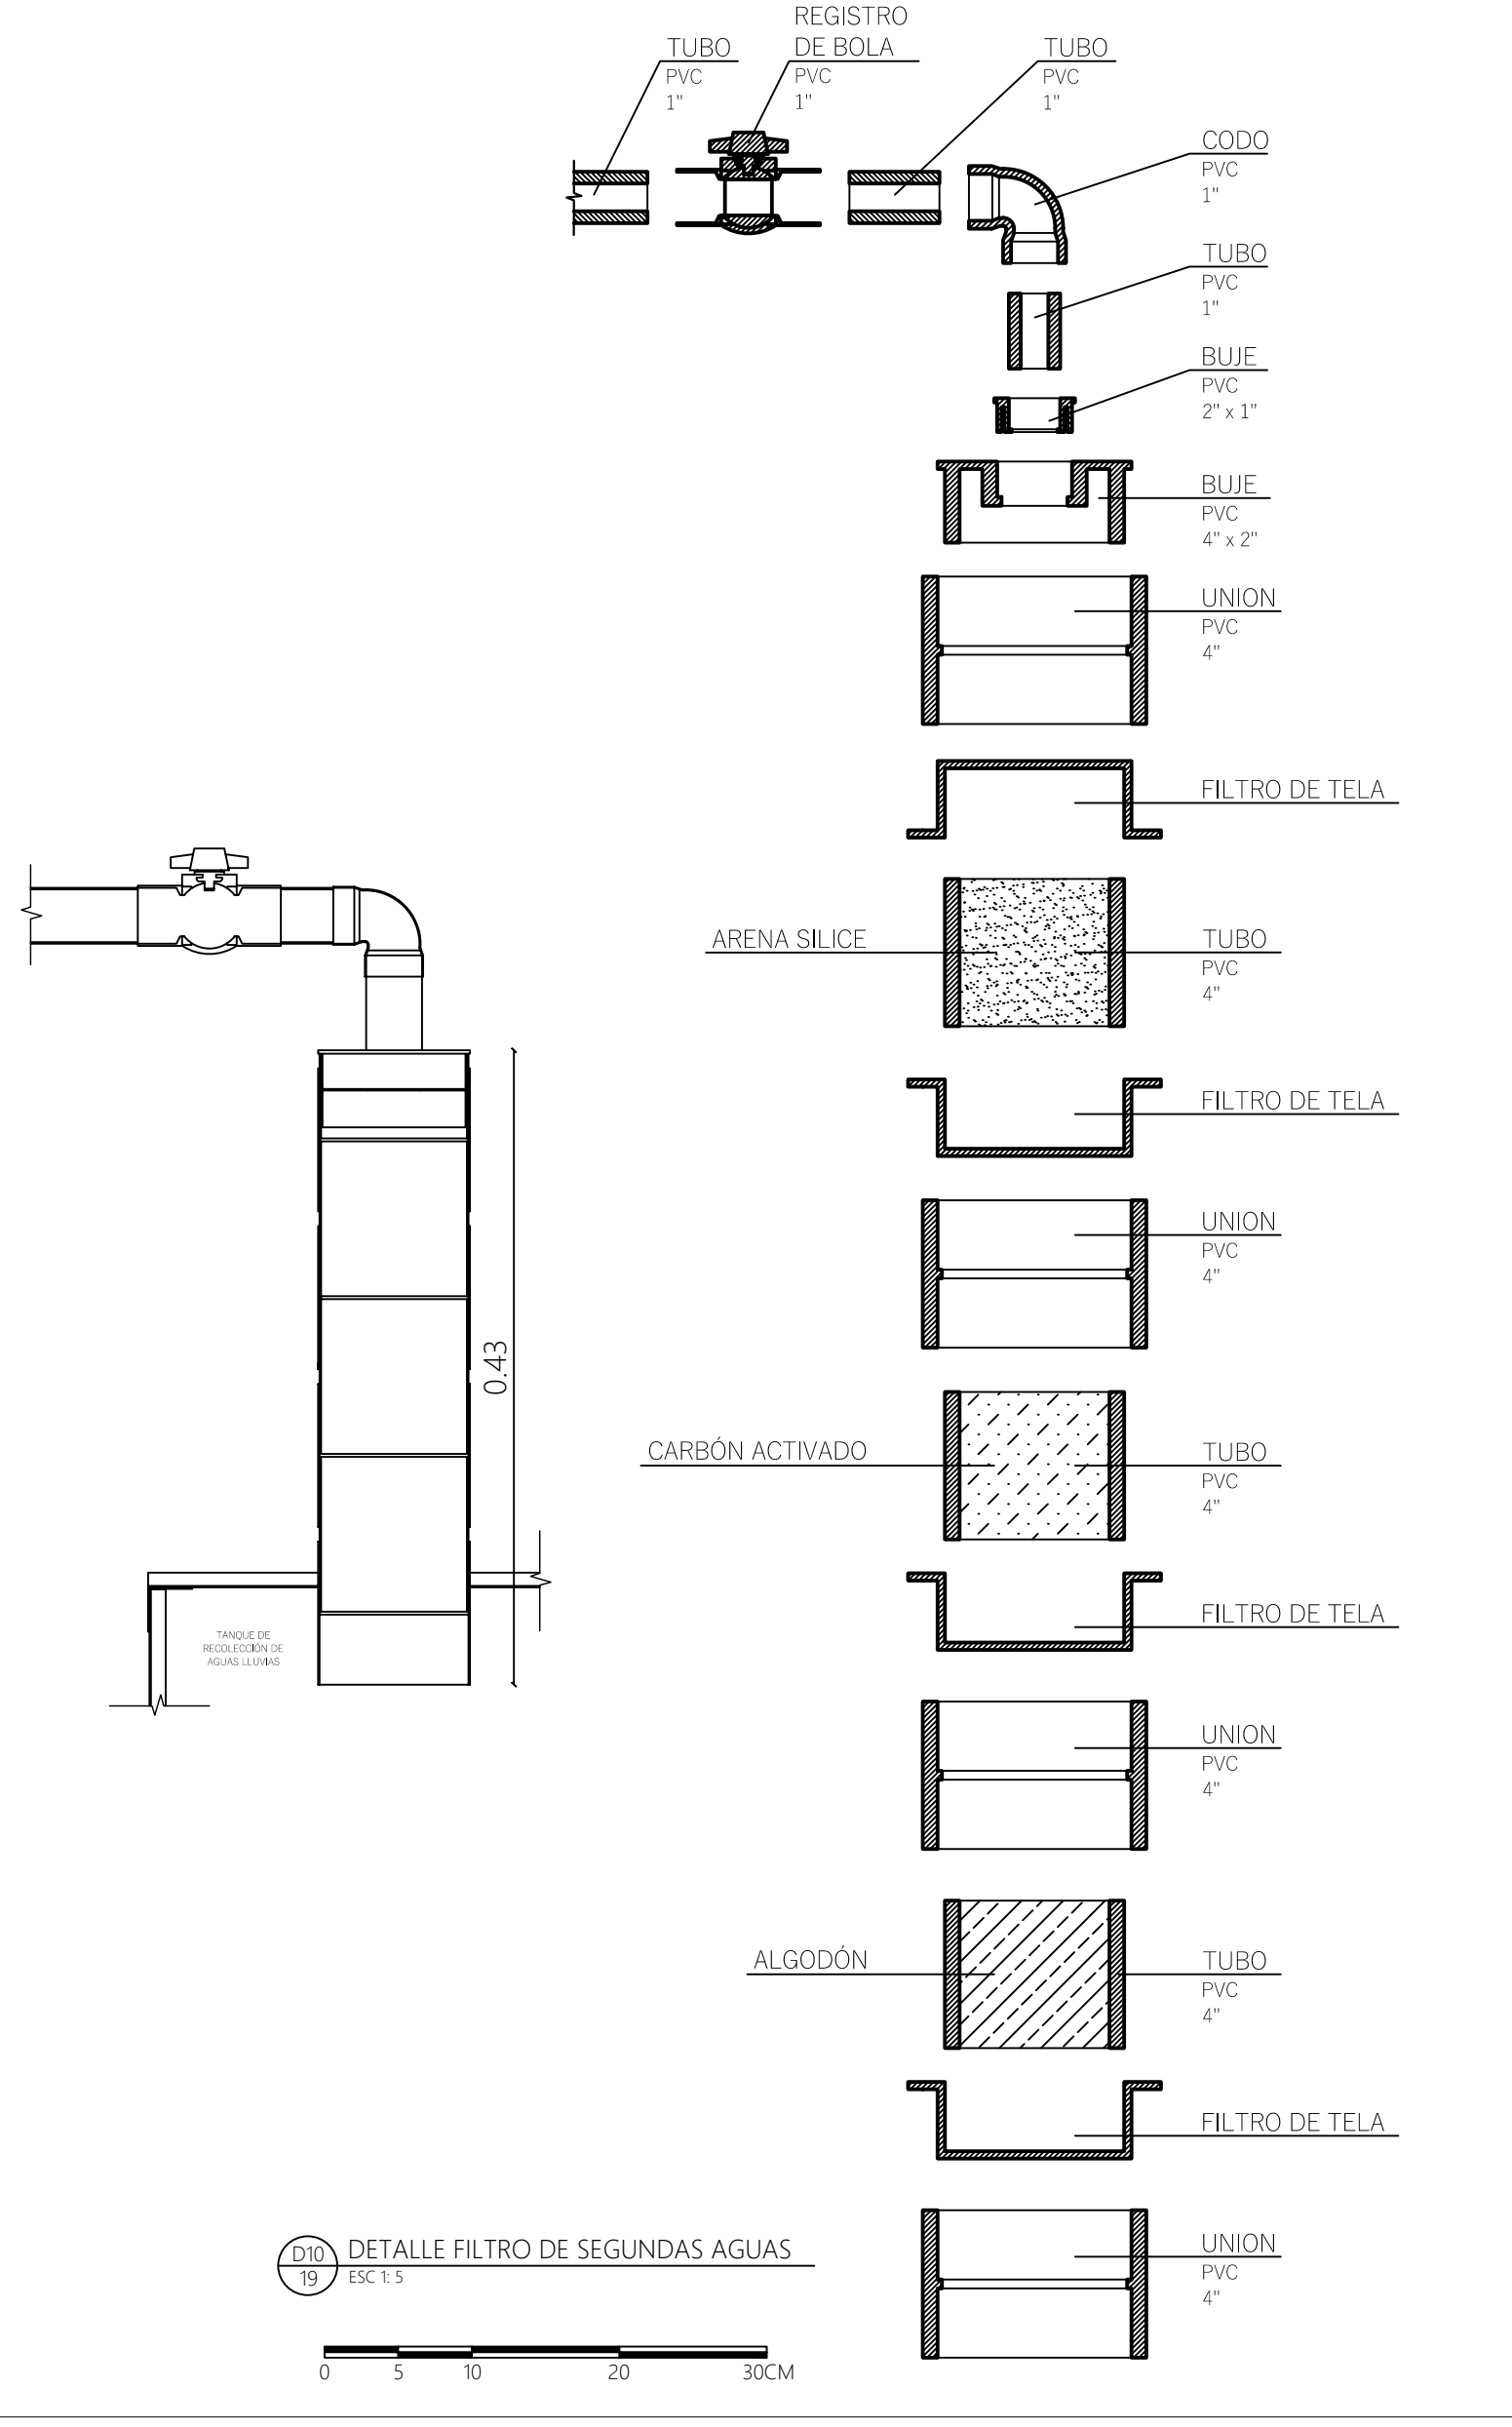 REGISTRO
DE BOLA
PVC
1"
TUBO
PVC
1"
TUBO
PVC
1"
CODO
PVC
1"
TUBO
PVC
1"
BUJE
PVC
2" x 1"
BUJE
PVC
4" x 2"
UNION
PVC
4"
FILTRO DE TELA
ARENA SILICE
TUBO
PVC
4"
FILTRO DE TELA
UNION
PVC
4"
0.43
CARBÓN ACTIVADO
TUBO
PVC
4"
FILTRO DE TELA
TANQUE DE
RECOLECCIÓN DE
AGUAS LLUVIAS
UNION
PVC
4"
ALGODÓN
TUBO
PVC
4"
FILTRO DE TELA
UNION
PVC
4"
D10
19
DETALLE FILTRO DE SEGUNDAS AGUAS
ESC 1: 5
0 5 10 20 30CM